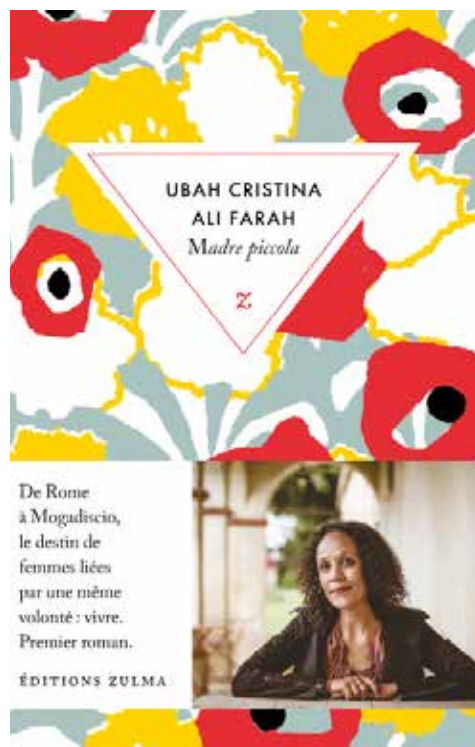 UBAH CRISTINA
ALI FARAH
Madre piccola
Z
De Rome
à Mogadiscio,
le destin de
femmes liées
par une même
volonté : vivre.
Premier roman.
ÉDITIONS ZULMA